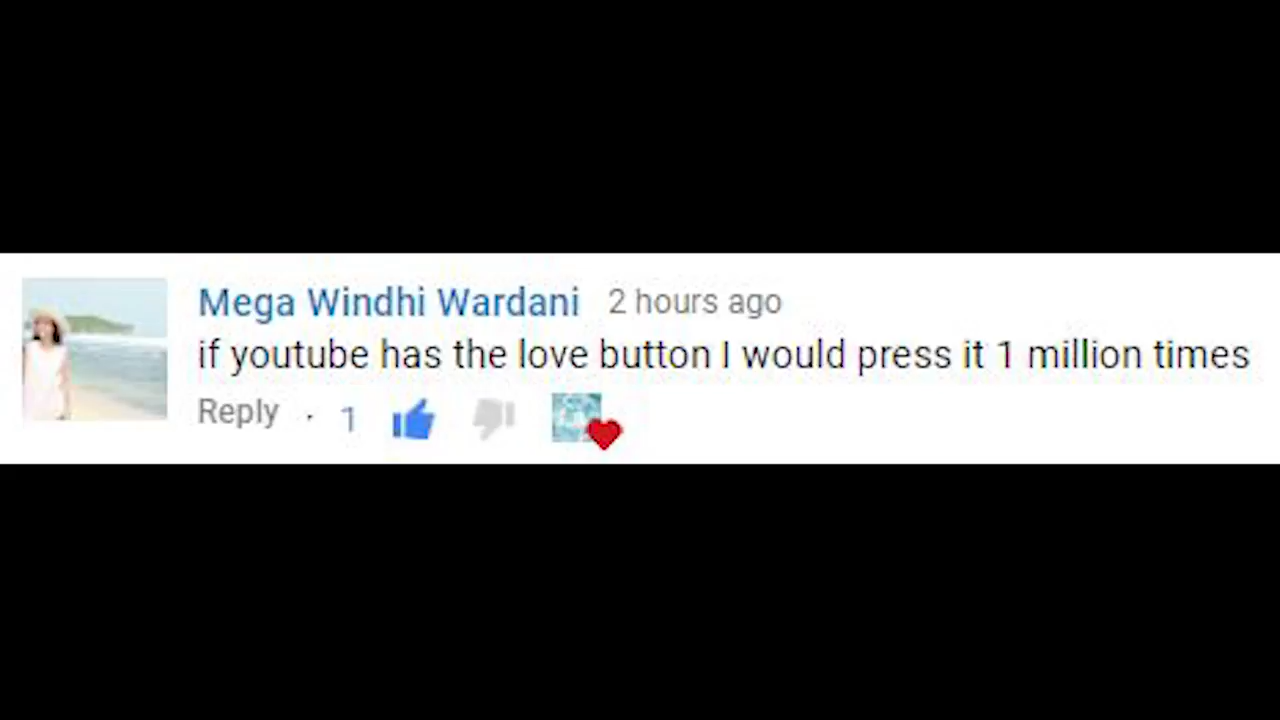 Mega Windhi Wardani 2 hours ago
if youtube has the love button I would press it 1 million times
Reply · 1